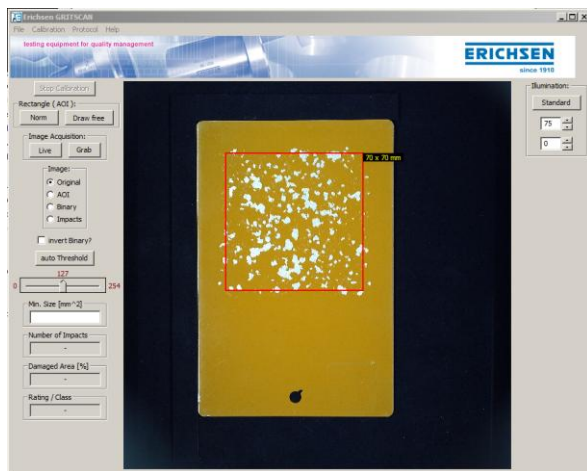 Erichsen GRITSCAN
File Calibration Protocol Help
testing equipment for quality management
ERICHSEN
since 1910
Stop Calibration
Rectangle ( AOI ):
Norm Draw free
Image Acquisition:
Live Grab
Image:
Original
AOI
Binary
Impacts
invert Binary?
auto Threshold
127
0 254
Min. Size [mm^2]
Number of Impacts
-
Damaged Area [%]
-
Rating / Class
-
70 x 70 mm
Illumination:
Standard
75
0